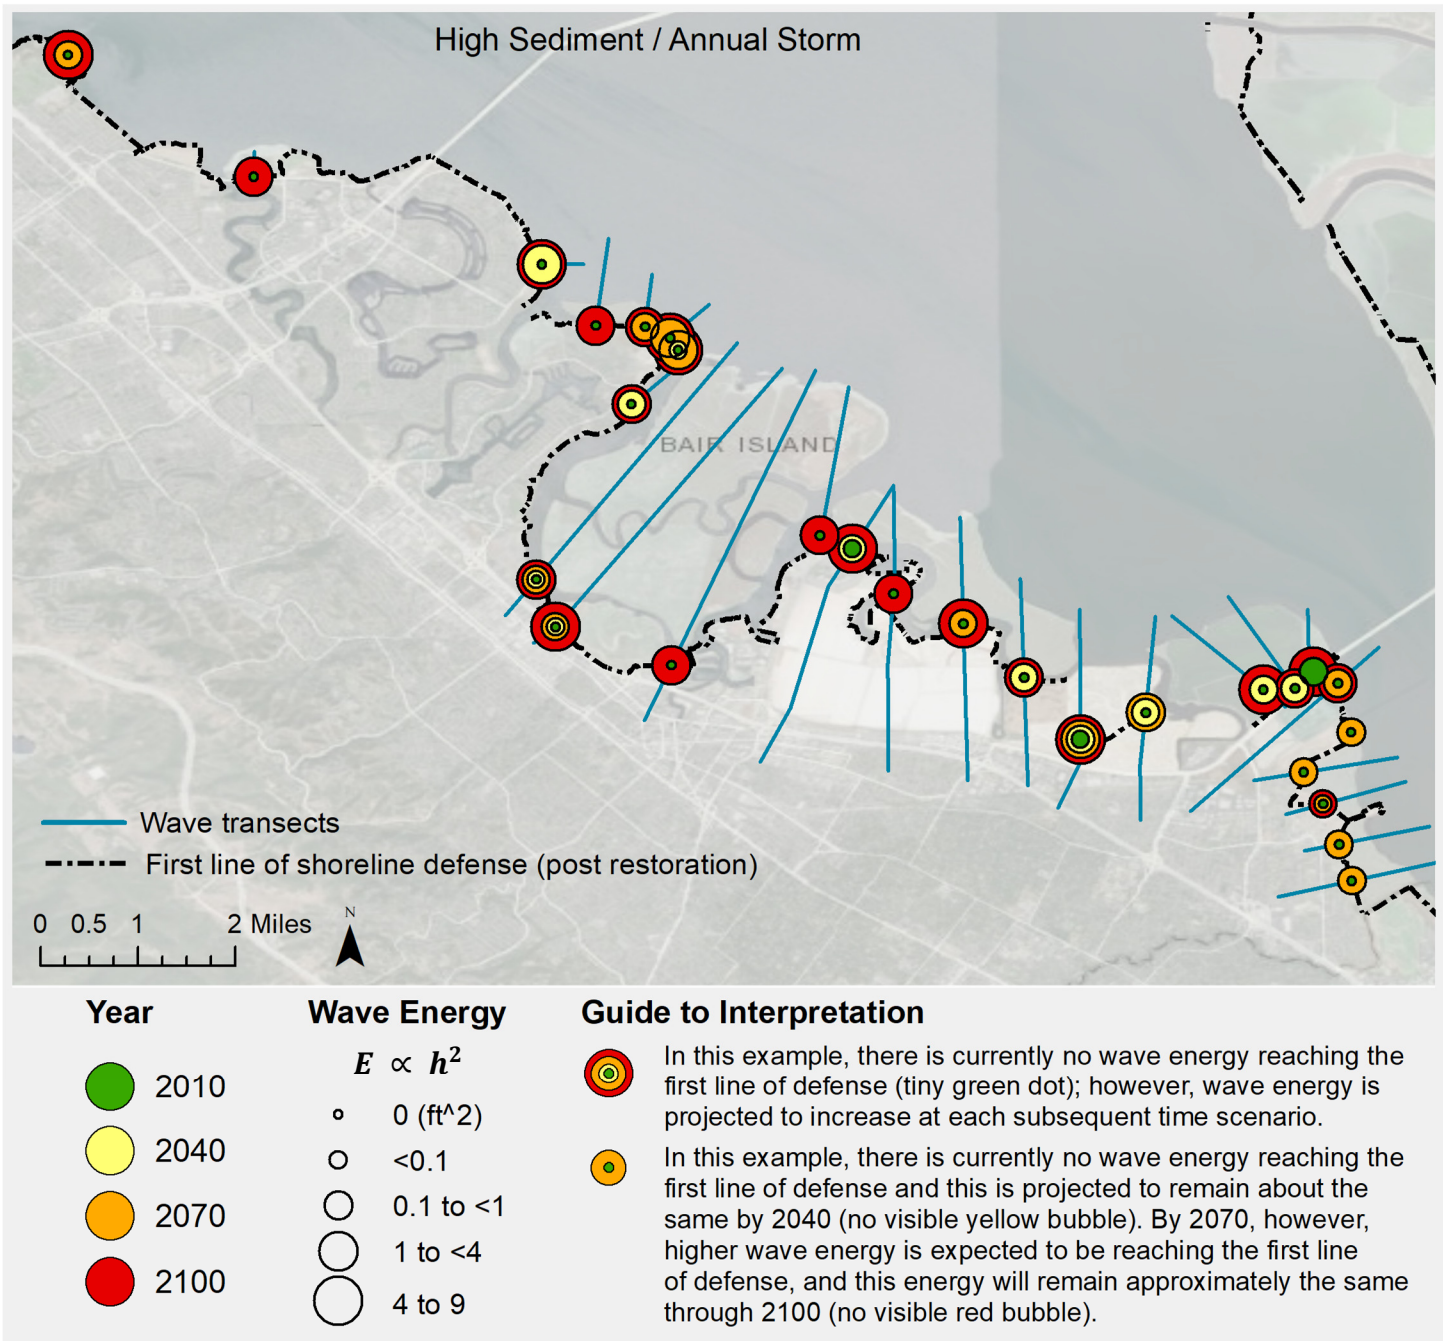 High Sediment / Annual Storm
BAIR ISLAND
Wave transects
First line of shoreline defense (post restoration)
0 0.5 1 2 Miles
N
Year
2010
2040
2070
2100
Wave Energy
E ∝ h²
0 (ft^2)
<0.1
0.1 to <1
1 to <4
4 to 9
Guide to Interpretation
In this example, there is currently no wave energy reaching the
first line of defense (tiny green dot); however, wave energy is
projected to increase at each subsequent time scenario.
In this example, there is currently no wave energy reaching the
first line of defense and this is projected to remain about the
same by 2040 (no visible yellow bubble). By 2070, however,
higher wave energy is expected to be reaching the first line
of defense, and this energy will remain approximately the same
through 2100 (no visible red bubble).